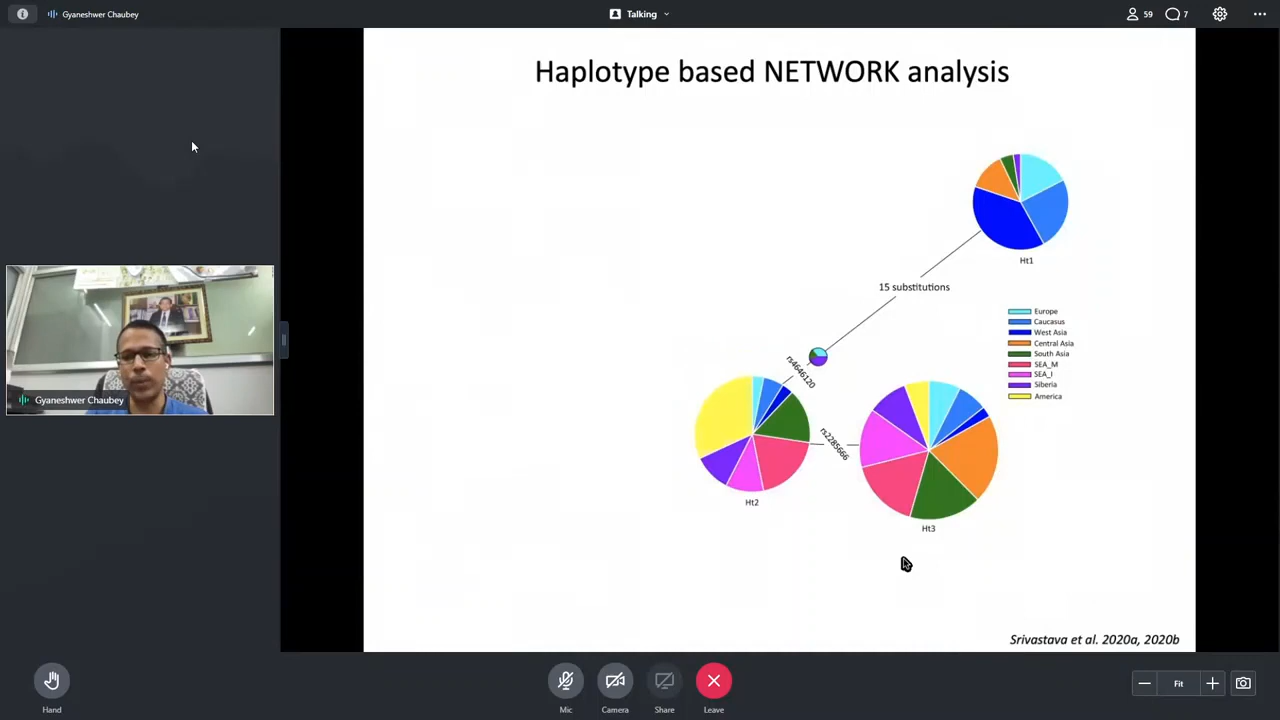 Gyaneshwer Chaubey
Talking
59
7
Haplotype based NETWORK analysis
Ht1
15 substitutions
Europe
Caucasus
West Asia
Central Asia
South Asia
SEA_M
SEA_I
Siberia
America
rs4646120
rs2285666
Ht2
Ht3
Gyaneshwer Chaubey
Srivastava et al. 2020a, 2020b
Hand
Mic
Camera
Share
Leave
Fit